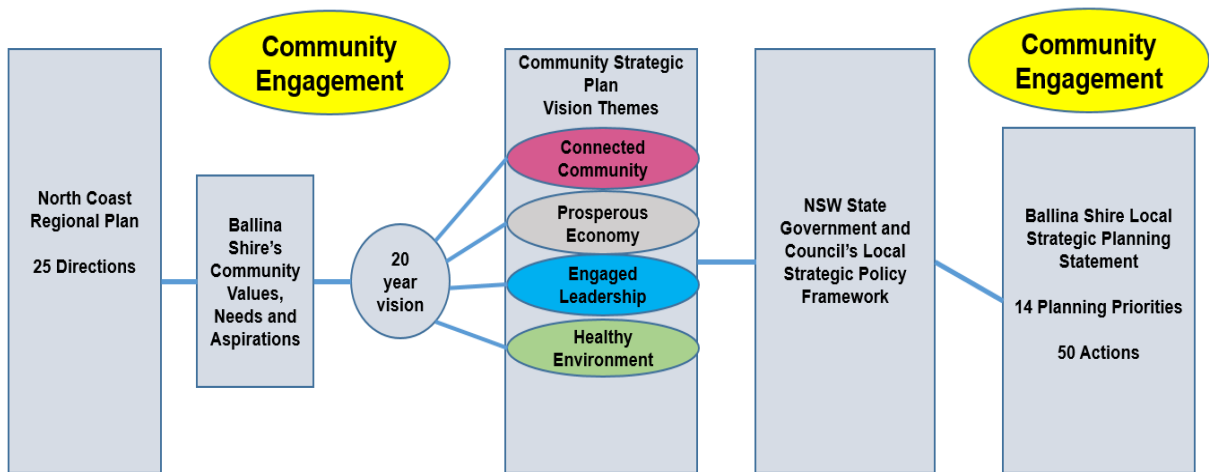 Community
Engagement
North Coast
Regional Plan
25 Directions
Ballina
Shire's
Community
Values,
Needs and
Aspirations
20
year
vision
Community Strategic
Plan
Vision Themes
Connected
Community
Prosperous
Economy
Engaged
Leadership
Healthy
Environment
NSW State
Government and
Council's Local
Strategic Policy
Framework
Community
Engagement
Ballina Shire Local
Strategic Planning
Statement
14 Planning Priorities
50 Actions